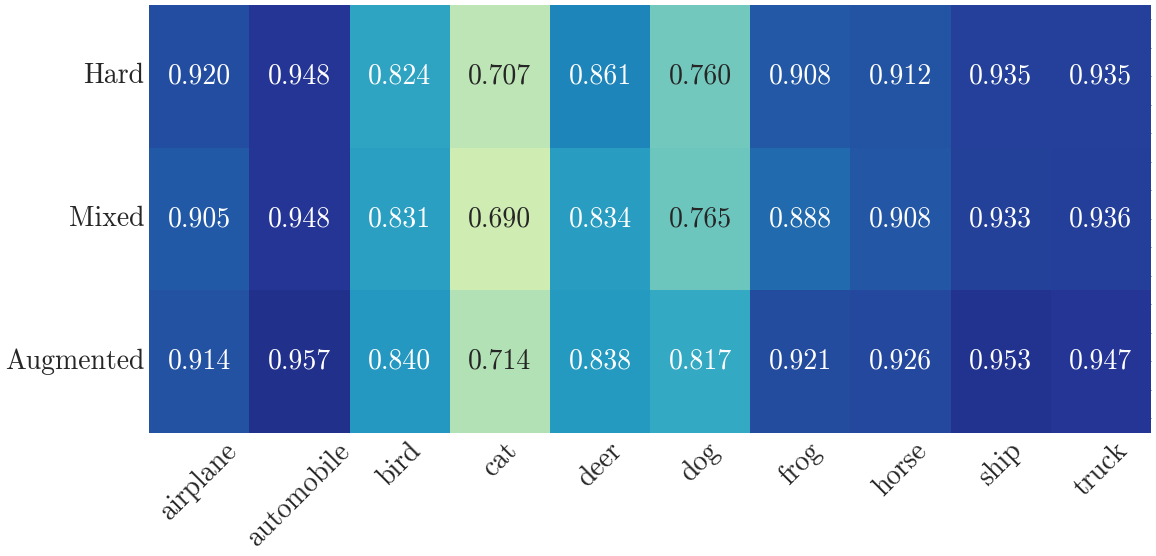 Hard 0.920 0.948 0.824 0.707 0.861 0.760 0.908 0.912 0.935 0.935
Mixed 0.905 0.948 0.831 0.690 0.834 0.765 0.888 0.908 0.933 0.936
Augmented 0.914 0.957 0.840 0.714 0.838 0.817 0.921 0.926 0.953 0.947
airplane automobile bird cat deer dog frog horse ship truck